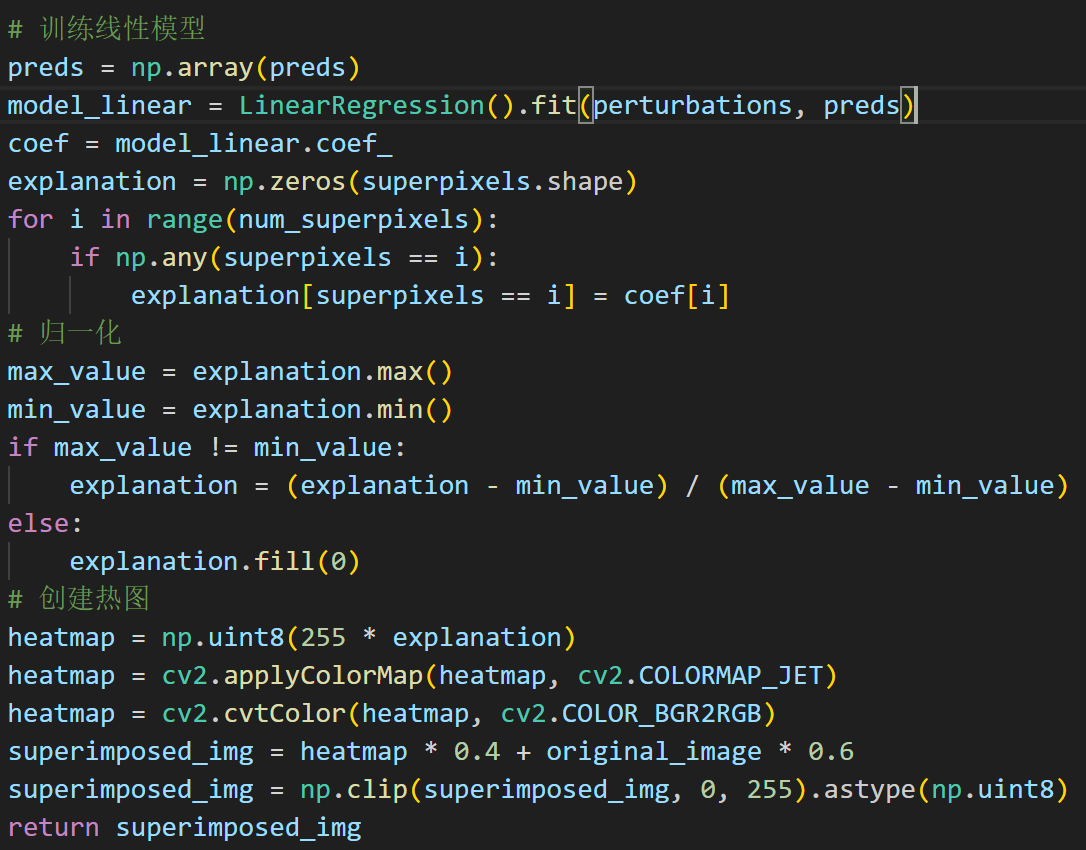 # 训练线性模型
preds = np.array(preds)
model_linear = LinearRegression().fit(perturbations, preds)
coef = model_linear.coef_
explanation = np.zeros(superpixels.shape)
for i in range(num_superpixels):
    if np.any(superpixels == i):
        explanation[superpixels == i] = coef[i]
# 归一化
max_value = explanation.max()
min_value = explanation.min()
if max_value != min_value:
    explanation = (explanation - min_value) / (max_value - min_value)
else:
    explanation.fill(0)
# 创建热图
heatmap = np.uint8(255 * explanation)
heatmap = cv2.applyColorMap(heatmap, cv2.COLORMAP_JET)
heatmap = cv2.cvtColor(heatmap, cv2.COLOR_BGR2RGB)
superimposed_img = heatmap * 0.4 + original_image * 0.6
superimposed_img = np.clip(superimposed_img, 0, 255).astype(np.uint8)
return superimposed_img